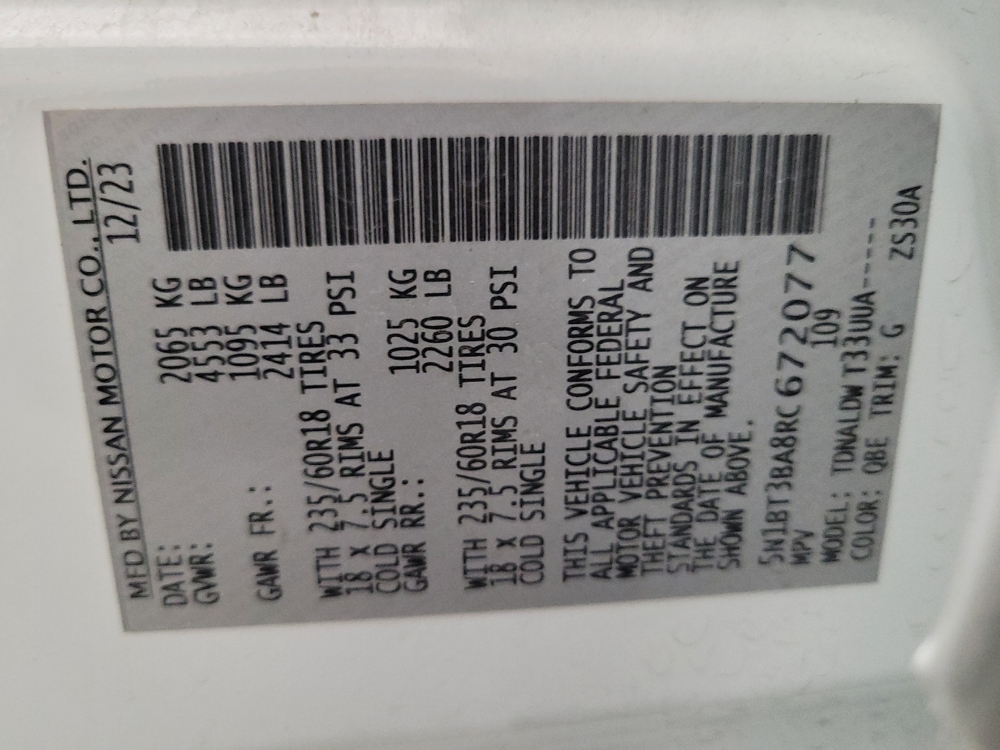 MFD BY NISSAN MOTOR CO., LTD.
DATE: 12/23
GVWR: 2065 KG
4553 LB
GAWR FR.: 1095 KG
2414 LB
WITH 235/60R18 TIRES
18 x 7.5 RIMS AT 33 PSI
COLD SINGLE
GAWR RR.: 1025 KG
2260 LB
WITH 235/60R18 TIRES
18 x 7.5 RIMS AT 30 PSI
COLD SINGLE
THIS VEHICLE CONFORMS TO
ALL APPLICABLE FEDERAL
MOTOR VEHICLE SAFETY AND
THEFT PREVENTION
STANDARDS IN EFFECT ON
THE DATE OF MANUFACTURE
SHOWN ABOVE.
5N1BT3BA8RC672077
MPV 109
MODEL: TDNALDW T33UUA-----
COLOR: QBE TRIM: G ZS30A